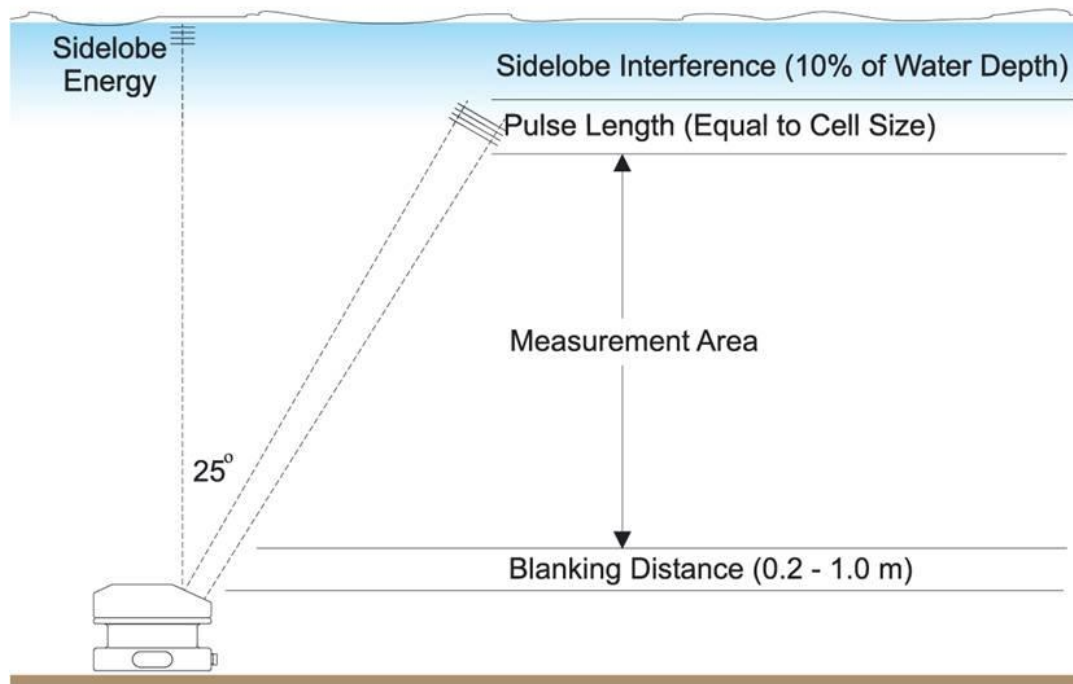 Sidelobe
Energy
Sidelobe Interference (10% of Water Depth)
Pulse Length (Equal to Cell Size)
Measurement Area
25°
Blanking Distance (0.2 - 1.0 m)